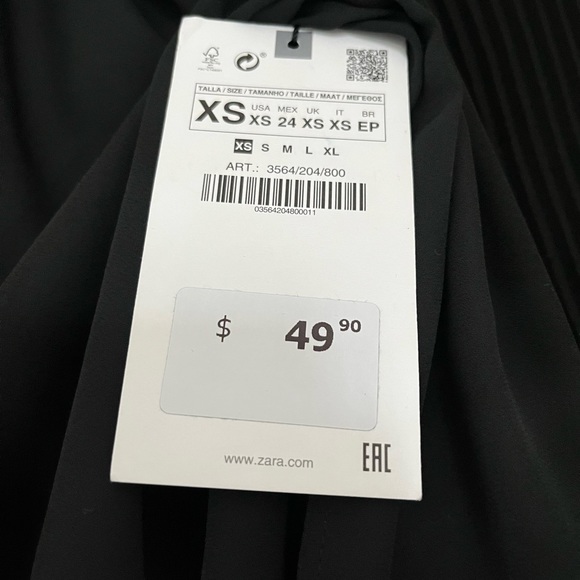 TALLA / SIZE / TAMANHO / TAILLE / MAAT / ΜΕΓΕΘΟΣ
XS USA XS MEX 24 UK XS IT XS BR EP
XS S M L XL
ART.: 3564/204/800
03564204800011
$ 49 90
www.zara.com
EAC